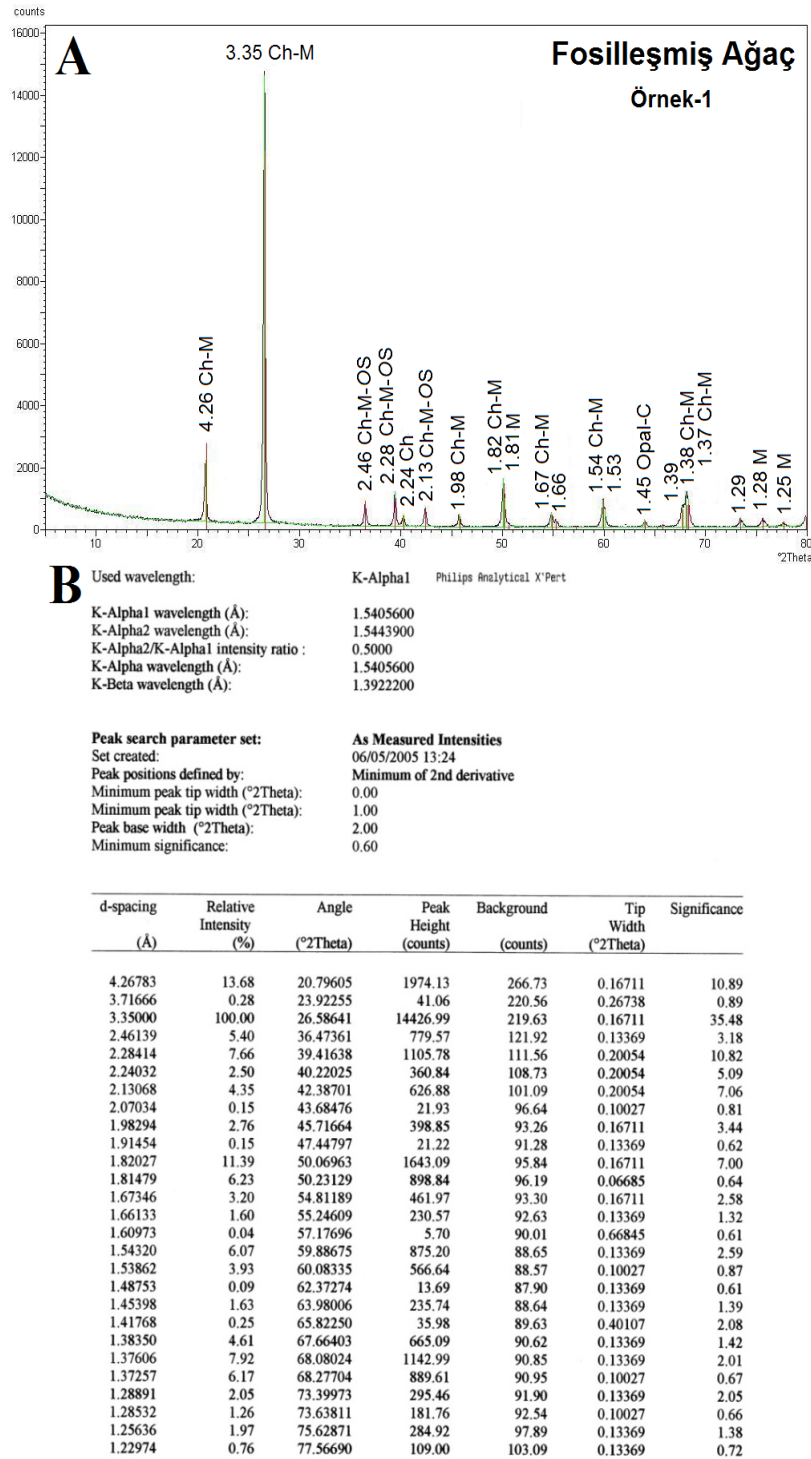 counts
A
Fosilleşmiş Ağaç
Örnek-1
16000
14000
12000
10000
8000
6000
4000
2000
0
4.26 Ch-M
3.35 Ch-M
2.46 Ch-M-OS
2.28 Ch-M-OS
2.24 Ch
2.13 Ch-M-OS
1.98 Ch-M
1.82 Ch-M
1.81 M
1.67 Ch-M
1.66
1.54 Ch-M
1.53
1.45 Opal-C
1.39
1.38 Ch-M
1.37 Ch-M
1.29
1.28 M
1.25 M
10 20 30 40 50 60 70 80
°2Theta
B
Used wavelength: K-Alpha1 Philips Analytical X'Pert
K-Alpha1 wavelength (Å): 1.5405600
K-Alpha2 wavelength (Å): 1.5443900
K-Alpha2/K-Alpha1 intensity ratio : 0.5000
K-Alpha wavelength (Å): 1.5405600
K-Beta wavelength (Å): 1.3922200
Peak search parameter set: As Measured Intensities
Set created: 06/05/2005 13:24
Peak positions defined by: Minimum of 2nd derivative
Minimum peak tip width (°2Theta): 0.00
Minimum peak tip width (°2Theta): 1.00
Peak base width (°2Theta): 2.00
Minimum significance: 0.60
d-spacing Relative Angle Peak Background Tip Significance
Intensity Height Width
(Å) (%) (°2Theta) (counts) (counts) (°2Theta)
4.26783 13.68 20.79605 1974.13 266.73 0.16711 10.89
3.71666 0.28 23.92255 41.06 220.56 0.26738 0.89
3.35000 100.00 26.58641 14426.99 219.63 0.16711 35.48
2.46139 5.40 36.47361 779.57 121.92 0.13369 3.18
2.28414 7.66 39.41638 1105.78 111.56 0.20054 10.82
2.24032 2.50 40.22025 360.84 108.73 0.20054 5.09
2.13068 4.35 42.38701 626.88 101.09 0.20054 7.06
2.07034 0.15 43.68476 21.93 96.64 0.10027 0.81
1.98294 2.76 45.71664 398.85 93.26 0.16711 3.44
1.91454 0.15 47.44797 21.22 91.28 0.13369 0.62
1.82027 11.39 50.06963 1643.09 95.84 0.16711 7.00
1.81479 6.23 50.23129 898.84 96.19 0.06685 0.64
1.67346 3.20 54.81189 461.97 93.30 0.16711 2.58
1.66133 1.60 55.24609 230.57 92.63 0.13369 1.32
1.60973 0.04 57.17696 5.70 90.01 0.66845 0.61
1.54320 6.07 59.88675 875.20 88.65 0.13369 2.59
1.53862 3.93 60.08335 566.64 88.57 0.10027 0.87
1.48753 0.09 62.37274 13.69 87.90 0.13369 0.61
1.45398 1.63 63.98006 235.74 88.64 0.13369 1.39
1.41768 0.25 65.82250 35.98 89.63 0.40107 2.08
1.38350 4.61 67.66403 665.09 90.62 0.13369 1.42
1.37606 7.92 68.08024 1142.99 90.85 0.13369 2.01
1.37257 6.17 68.27704 889.61 90.95 0.10027 0.67
1.28891 2.05 73.39973 295.46 91.90 0.13369 2.05
1.28532 1.26 73.63811 181.76 92.54 0.10027 0.66
1.25636 1.97 75.62871 284.92 97.89 0.13369 1.38
1.22974 0.76 77.56690 109.00 103.09 0.13369 0.72